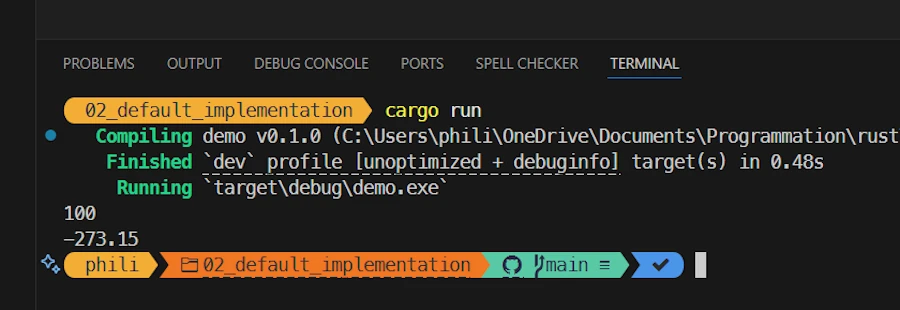 PROBLEMS OUTPUT DEBUG CONSOLE PORTS SPELL CHECKER TERMINAL
02_default_implementation cargo run
Compiling demo v0.1.0 (C:\Users\phili\OneDrive\Documents\Programmation\rust
Finished `dev` profile [unoptimized + debuginfo] target(s) in 0.48s
Running `target\debug\demo.exe`
100
-273.15
phili 02_default_implementation main ≡ ✓